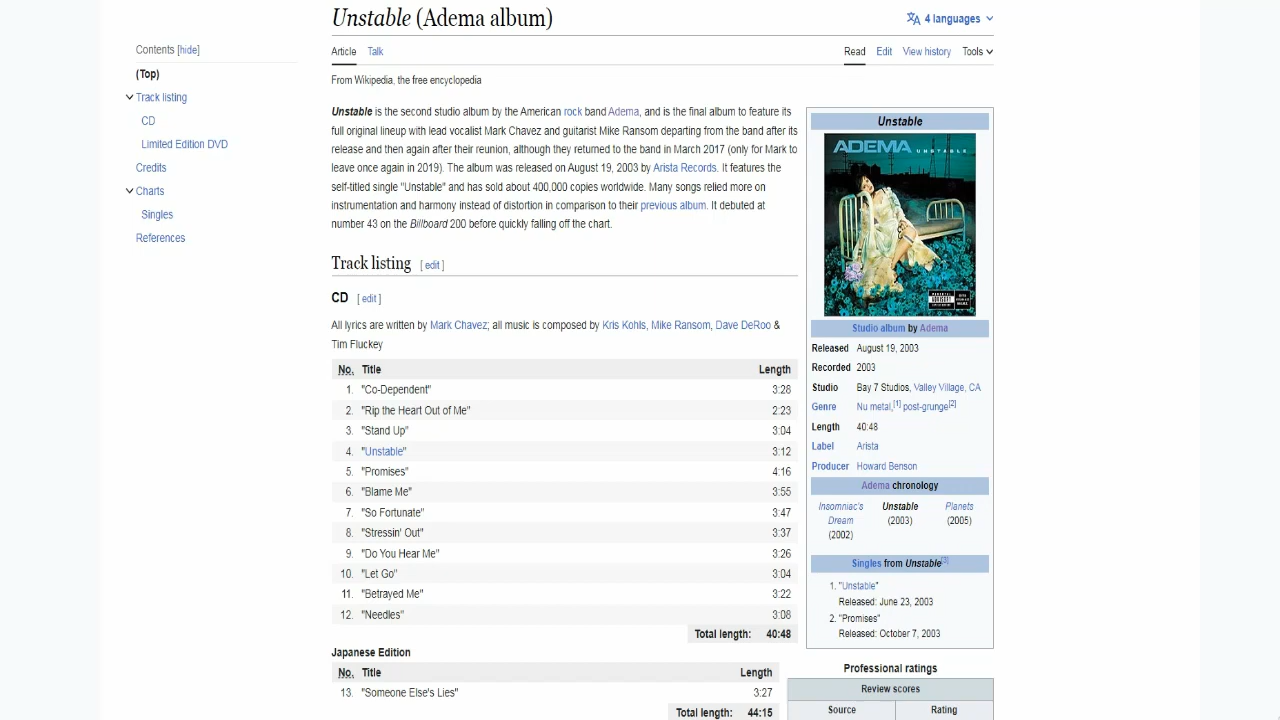 Unstable (Adema album)
4 languages
Article Talk
Read Edit View history Tools
From Wikipedia, the free encyclopedia
Contents [hide]
(Top)
Track listing
CD
Limited Edition DVD
Credits
Charts
Singles
References
Unstable is the second studio album by the American rock band Adema, and is the final album to feature its
full original lineup with lead vocalist Mark Chavez and guitarist Mike Ransom departing from the band after its
release and then again after their reunion, although they returned to the band in March 2017 (only for Mark to
leave once again in 2019). The album was released on August 19, 2003 by Arista Records. It features the
self-titled single "Unstable" and has sold about 400,000 copies worldwide. Many songs relied more on
instrumentation and harmony instead of distortion in comparison to their previous album. It debuted at
number 43 on the Billboard 200 before quickly falling off the chart.
Track listing [ edit ]
CD [ edit ]
All lyrics are written by Mark Chavez; all music is composed by Kris Kohls, Mike Ransom, Dave DeRoo &
Tim Fluckey
No. Title Length
1. "Co-Dependent" 3:28
2. "Rip the Heart Out of Me" 2:23
3. "Stand Up" 3:04
4. "Unstable" 3:12
5. "Promises" 4:16
6. "Blame Me" 3:55
7. "So Fortunate" 3:47
8. "Stressin' Out" 3:37
9. "Do You Hear Me" 3:26
10. "Let Go" 3:04
11. "Betrayed Me" 3:22
12. "Needles" 3:08
Total length: 40:48
Japanese Edition
No. Title Length
13. "Someone Else's Lies" 3:27
Total length: 44:15
Unstable
ADEMA UNSTABLE
Studio album by Adema
Released August 19, 2003
Recorded 2003
Studio Bay 7 Studios, Valley Village, CA
Genre Nu metal,[1] post-grunge[2]
Length 40:48
Label Arista
Producer Howard Benson
Adema chronology
Insomniac's Dream (2002)
Unstable (2003)
Planets (2005)
Singles from Unstable[3]
1. "Unstable"
Released: June 23, 2003
2. "Promises"
Released: October 7, 2003
Professional ratings
Review scores
Source Rating